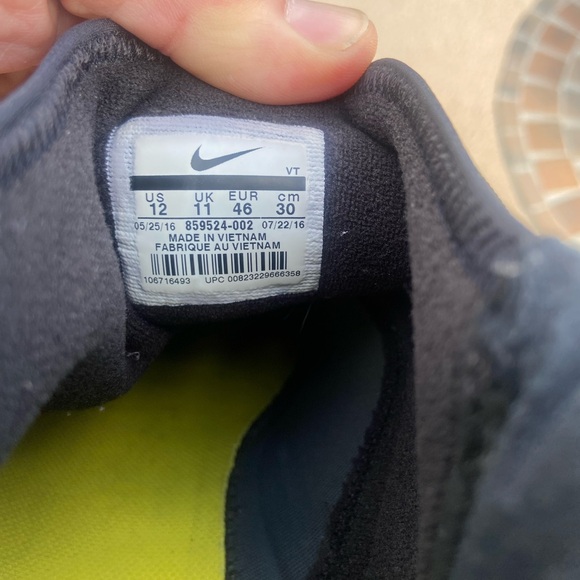 VT
US UK EUR cm
12 11 46 30
05/25/16 859524-002 07/22/16
MADE IN VIETNAM
FABRIQUE AU VIETNAM
106716493 UPC 00823229666358